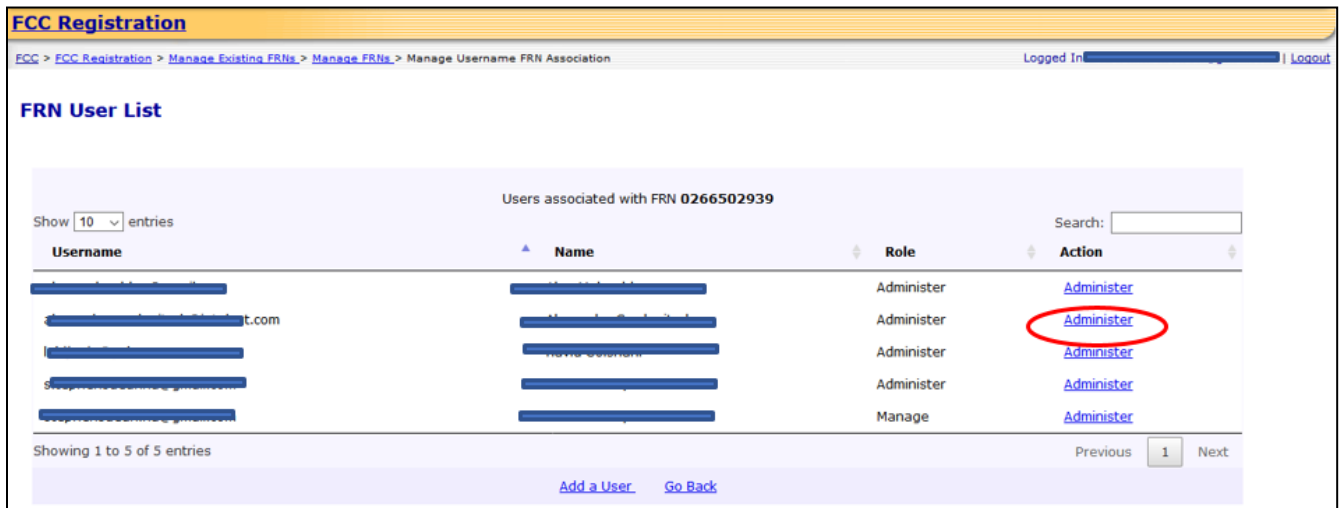 FCC Registration
FCC > FCC Registration > Manage Existing FRNs > Manage FRNs > Manage Username FRN Association Logged In | Logout
FRN User List
Users associated with FRN 0266502939
Show 10 entries Search:
Username Name Role Action
Administer Administer
t.com Administer Administer
Administer Administer
Administer Administer
Manage Administer
Showing 1 to 5 of 5 entries Previous 1 Next
Add a User Go Back